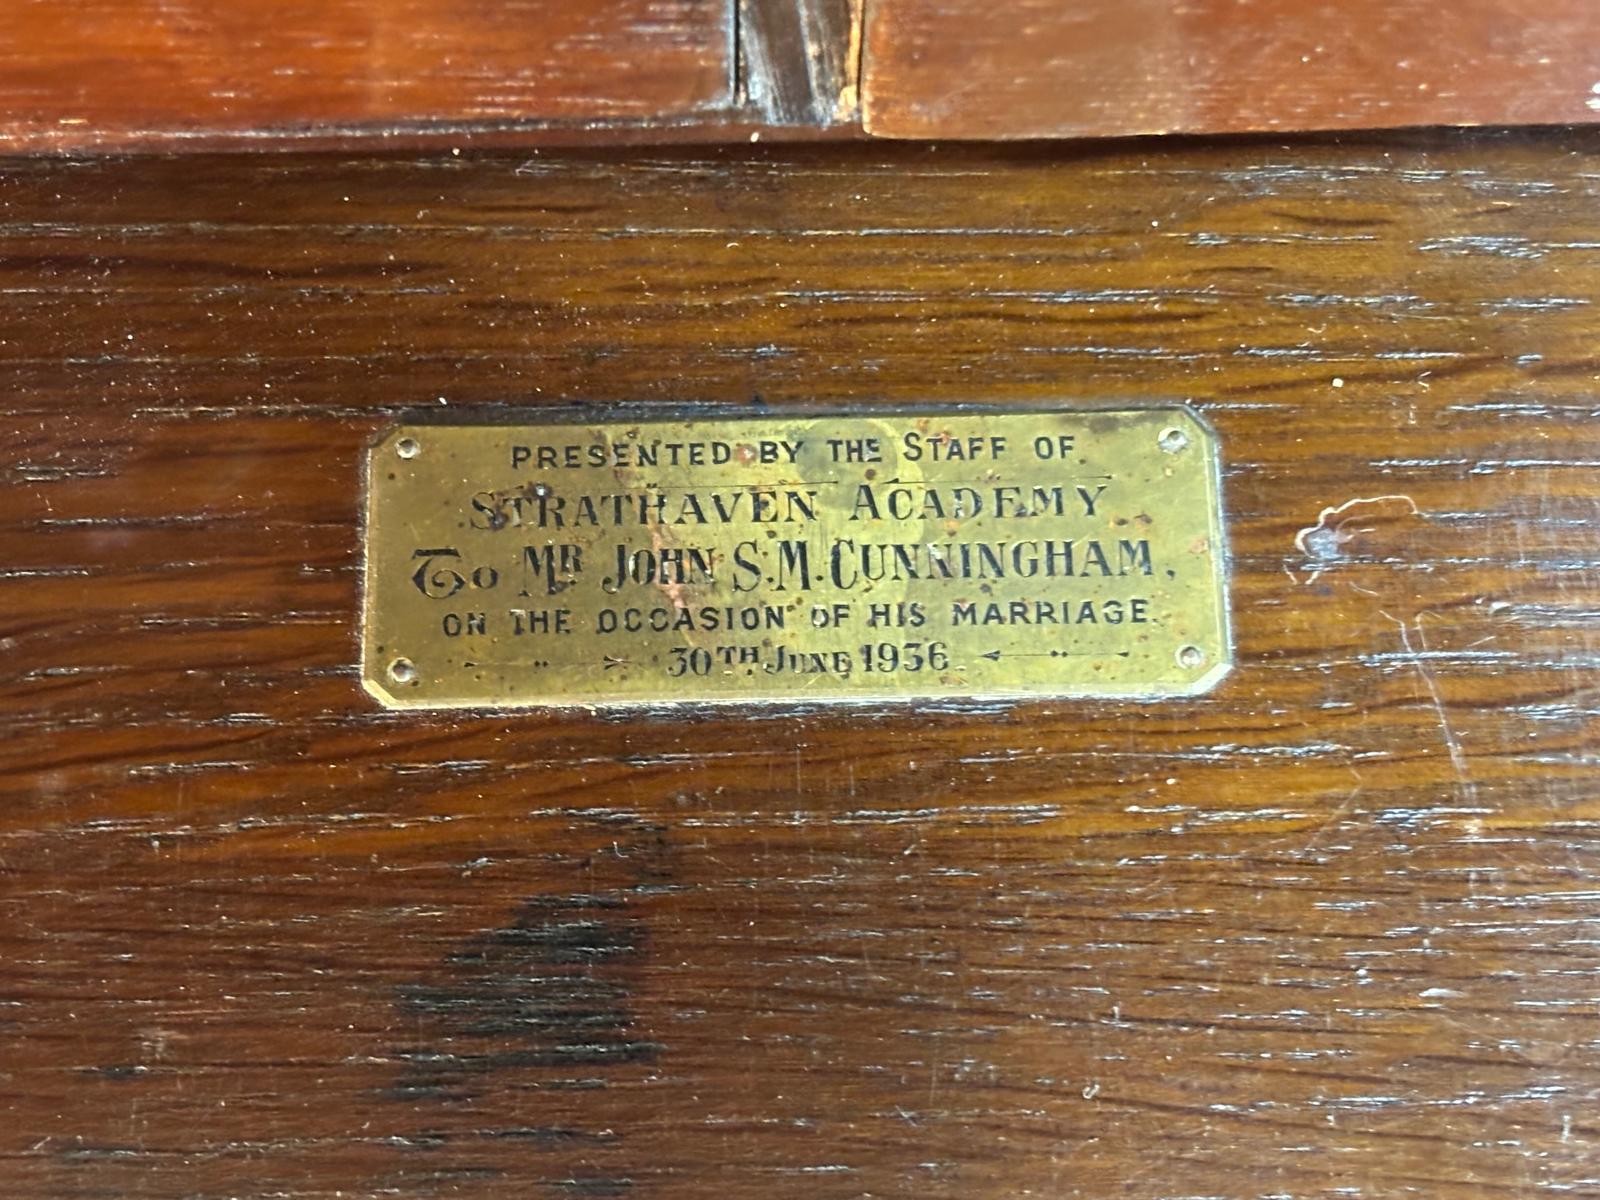 PRESENTED BY THE STAFF OF
STRATHAVEN ACADEMY
To MR JOHN S.M. CUNNINGHAM,
ON THE OCCASION OF HIS MARRIAGE.
30TH JUNE, 1936